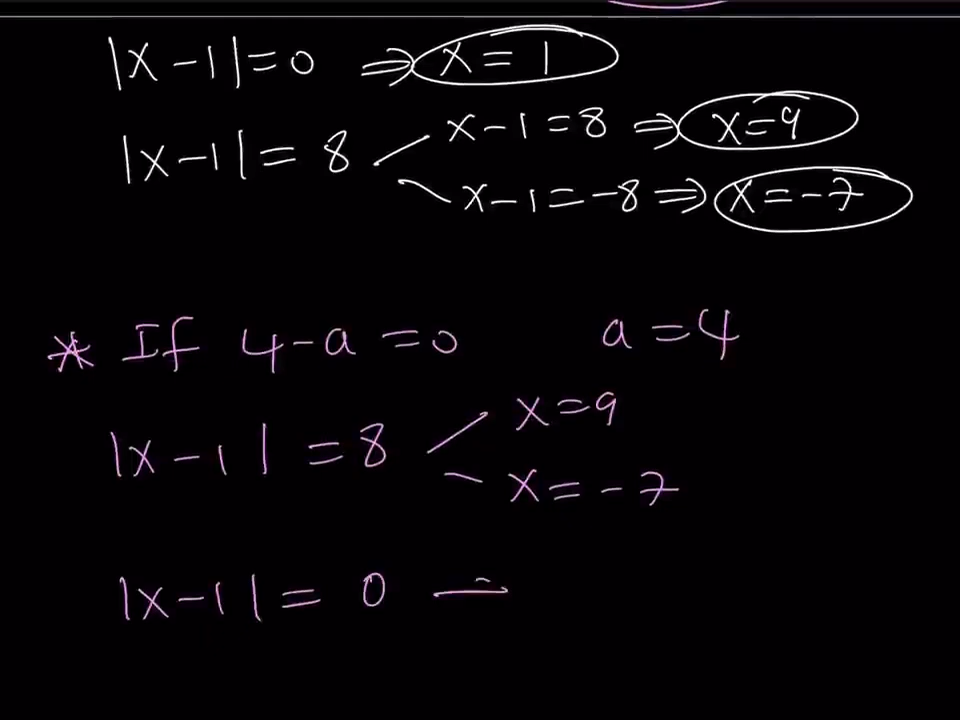 |x-1|=0 ⇒ x=1
|x-1|=8 x-1=8 ⇒ x=9
x-1=-8 ⇒ x=-7
* If 4-a=0 a=4
|x-1|=8 x=9
x=-7
|x-1|=0